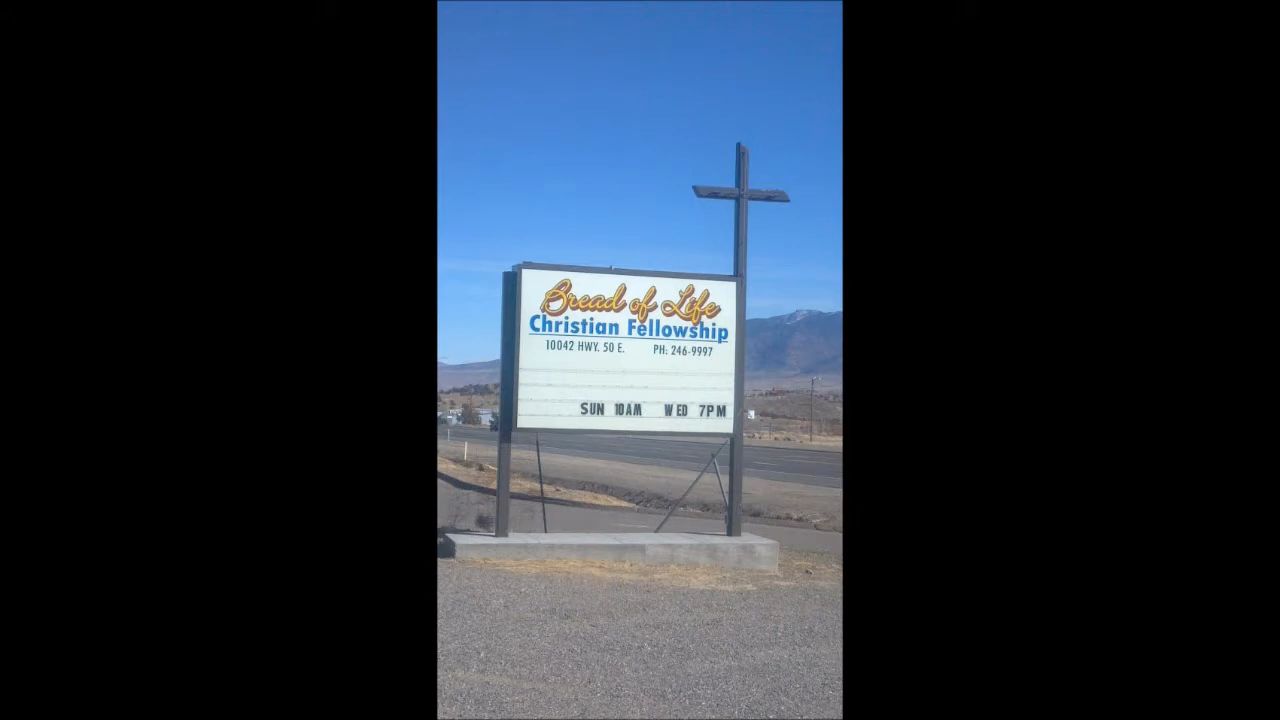 Bread of Life
Christian Fellowship
10042 HWY. 50 E. PH: 246-9997
SUN 10AM WED 7PM